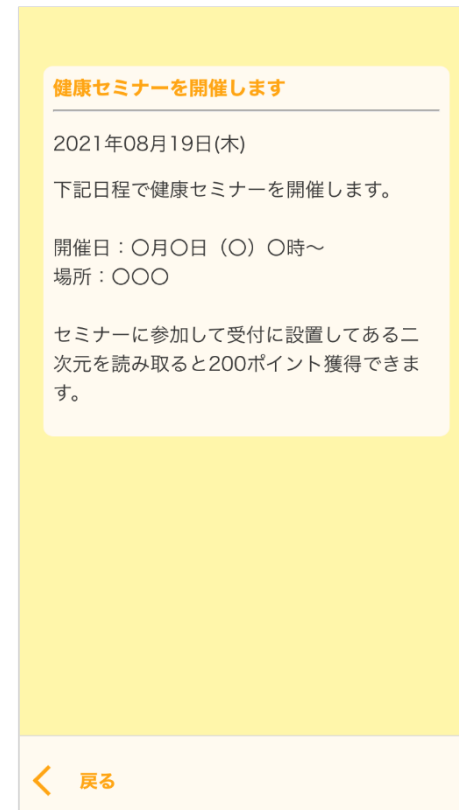 健康セミナーを開催します
2021年08月19日(木)
下記日程で健康セミナーを開催します。
開催日：〇月〇日（〇）〇時～
場所：〇〇〇
セミナーに参加して受付に設置してある二
次元を読み取ると200ポイント獲得できま
す。
戻る